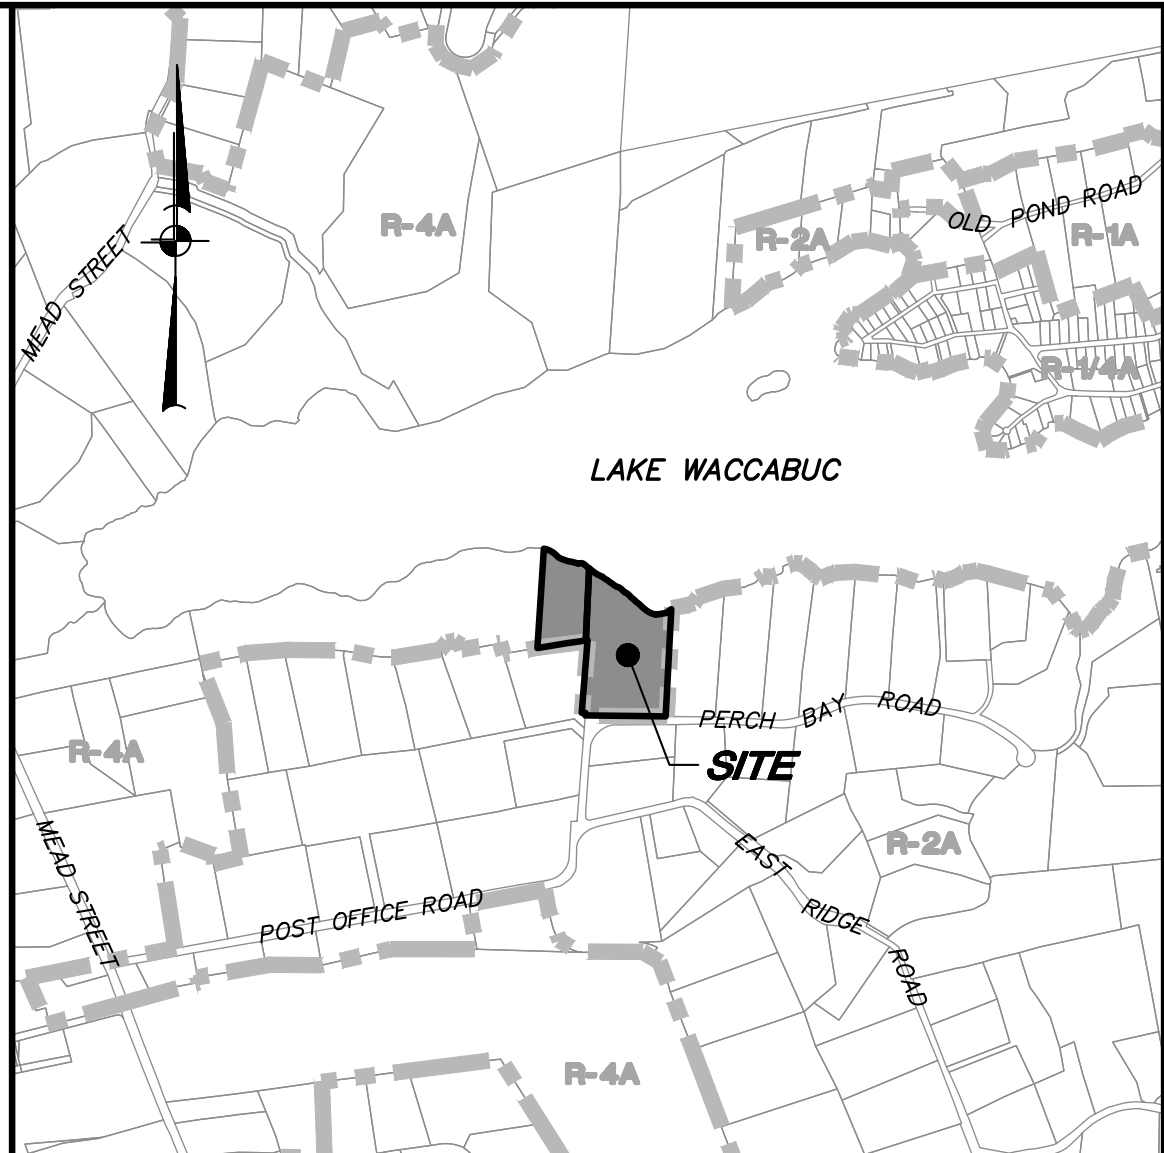 R-4A
R-2A
OLD POND ROAD
R-1A
MEAD STREET
R-1/4A
LAKE WACCABUC
PERCH BAY ROAD
R-4A
SITE
MEAD STREET
EAST RIDGE ROAD
R-2A
POST OFFICE ROAD
R-4A